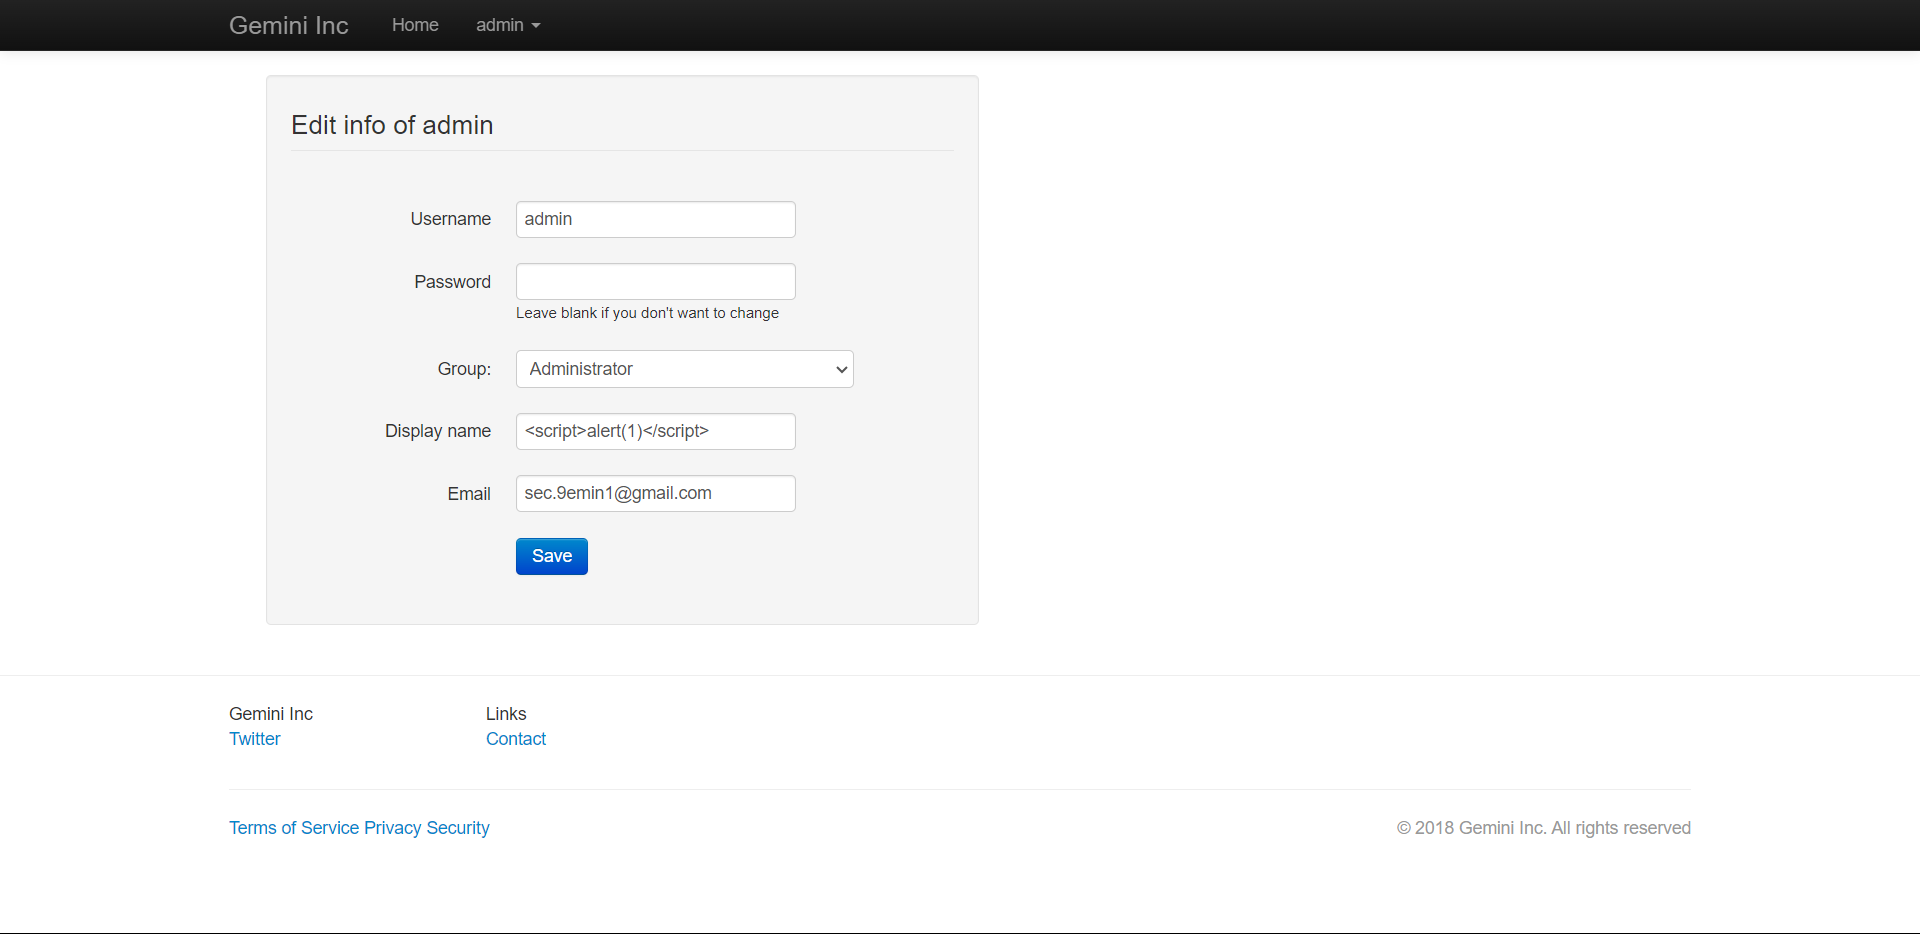 Gemini Inc Home admin
Edit info of admin
Username admin
Password
Leave blank if you don't want to change
Group: Administrator
Display name <script>alert(1)</script>
Email sec.9emin1@gmail.com
Save
Gemini Inc Links
Twitter Contact
Terms of Service Privacy Security © 2018 Gemini Inc. All rights reserved